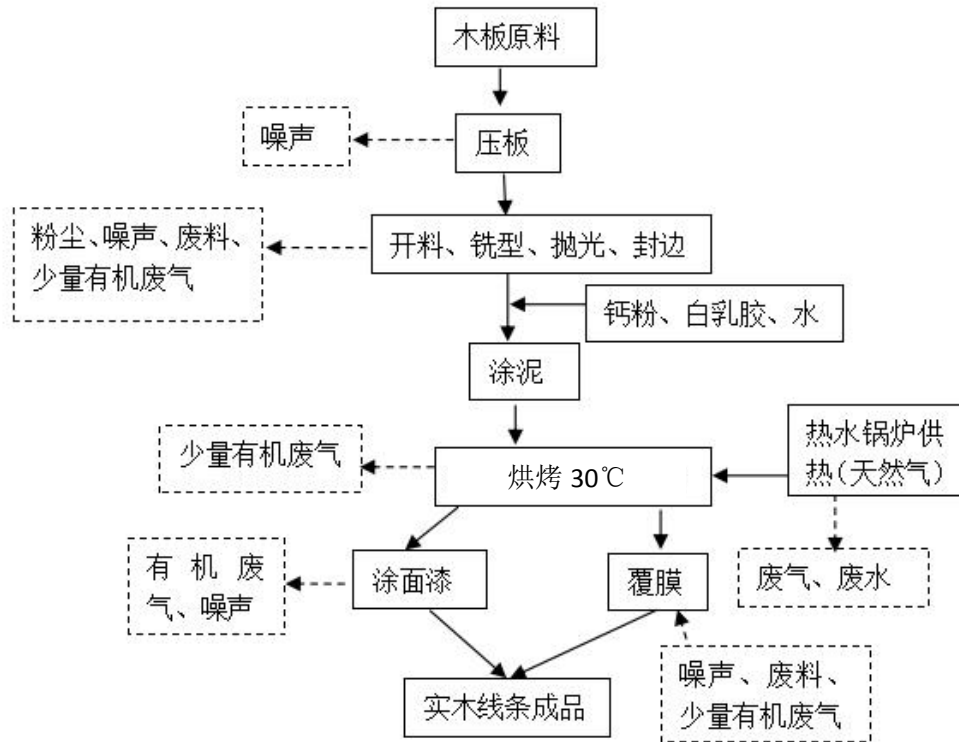 木板原料
噪声
压板
粉尘、噪声、废料、
少量有机废气
开料、铣型、抛光、封边
钙粉、白乳胶、水
涂泥
少量有机废气
烘烤 30℃
热水锅炉供
热(天然气)
有机废
气、噪声
涂面漆
覆膜
废气、废水
实木线条成品
噪声、废料、
少量有机废气